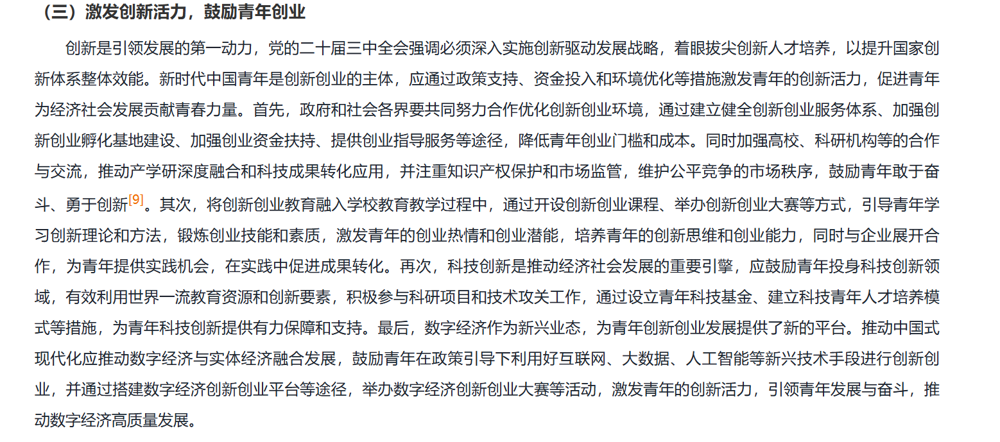 （三）激发创新活力，鼓励青年创业
创新是引领发展的第一动力，党的二十届三中全会强调必须深入实施创新驱动发展战略，着眼拔尖创新人才培养，以提升国家创
新体系整体效能。新时代中国青年是创新创业的主体，应通过政策支持、资金投入和环境优化等措施激发青年的创新活力，促进青年
为经济社会发展贡献青春力量。首先，政府和社会各界要共同努力合作优化创新创业环境，通过建立健全创新创业服务体系、加强创
新创业孵化基地建设、加强创业资金扶持、提供创业指导服务等途径，降低青年创业门槛和成本。同时加强高校、科研机构等的合作
与交流，推动产学研深度融合和科技成果转化应用，并注重知识产权保护和市场监管，维护公平竞争的市场秩序，鼓励青年敢于奋
斗、勇于创新[9]。其次，将创新创业教育融入学校教育教学过程中，通过开设创新创业课程、举办创新创业大赛等方式，引导青年学
习创新理论和方法，锻炼创业技能和素质，激发青年的创业热情和创业潜能，培养青年的创新思维和创业能力，同时与企业展开合
作，为青年提供实践机会，在实践中促进成果转化。再次，科技创新是推动经济社会发展的重要引擎，应鼓励青年投身科技创新领
域，有效利用世界一流教育资源和创新要素，积极参与科研项目和技术攻关工作，通过设立青年科技基金、建立科技青年人才培养模
式等措施，为青年科技创新提供有力保障和支持。最后，数字经济作为新兴业态，为青年创新创业发展提供了新的平台。推动中国式
现代化应推动数字经济与实体经济融合发展，鼓励青年在政策引导下利用好互联网、大数据、人工智能等新兴技术手段进行创新创
业，并通过搭建数字经济创新创业平台等途径，举办数字经济创新创业大赛等活动，激发青年的创新活力，引领青年发展与奋斗，推
动数字经济高质量发展。